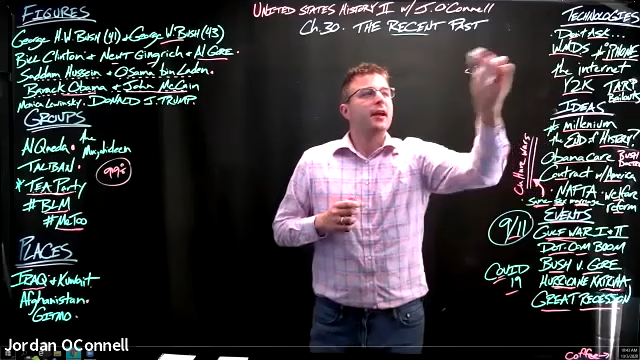 FIGURES
George H.W. BUSH (41) & George W. BUSH (43)
Bill Clinton & Newt Gingrich & Al Gore.
Saddam Hussein & Osama bin Laden.
Barack Obama & John McCain
Monica Lewinsky. DONALD J. TRUMP.
GROUPS
Al Qaeda & the Mujahideen
TALIBAN.
99%
* TEA Party
#BLM
#MeToo
PLACES
IRAQ & Kuwait
Afghanistan.
GITMO.
UNITED STATES HISTORY II w/ J. O'Connell
Ch. 30. THE RECENT PAST
TECHNOLOGIES
Don't Ask...
WMDs & iPHONE
the internet
Y2K TARP
Bailouts
IDEAS
millenium
the END of HISTORY?
Obamacare BUSH
Contract w/ America
NAFTA. welfare reform
same-sex marriage
Culture wars
EVENTS
9/11
GULF WAR I & II
DOT. COM BOOM
BUSH v. GORE
HURRICANE KATRINA
GREAT RECESSION
COVID 19
Coffee→
Jordan OConnell